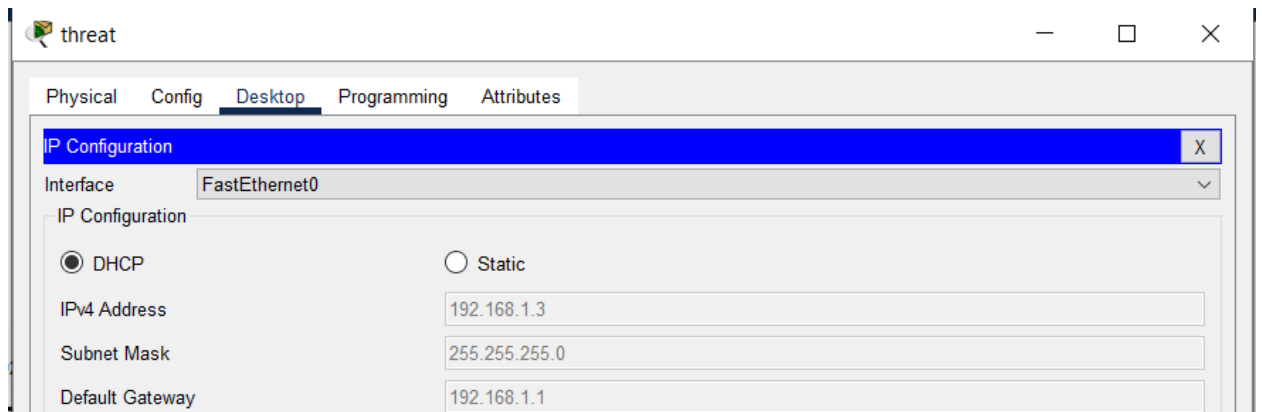 threat
Physical Config Desktop Programming Attributes
IP Configuration X
Interface FastEthernet0
IP Configuration
DHCP Static
IPv4 Address 192.168.1.3
Subnet Mask 255.255.255.0
Default Gateway 192.168.1.1